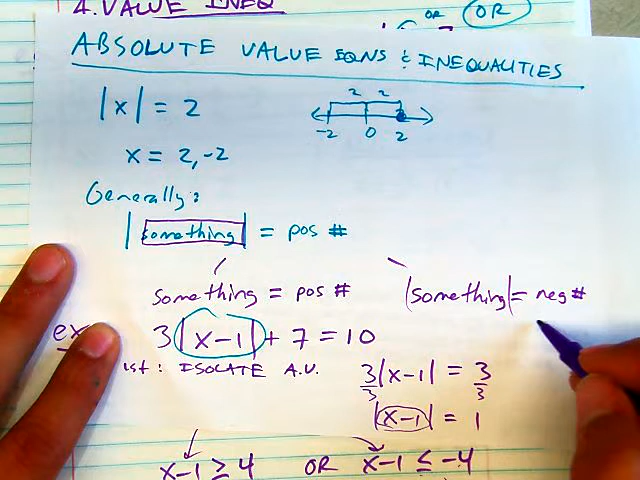 4. VALUE INEQ
OR
OR
ABSOLUTE VALUE EQNS & INEQUALITIES
|x| = 2
2 2
-2 0 2
x = 2, -2
Generally:
|something| = pos #
something = pos #
|something| = neg #
ex
3|x-1| + 7 = 10
1st: ISOLATE A.V.
3|x-1| = 3
3 3
|x-1| = 1
x-1 ≥ 4 OR x-1 ≤ -4